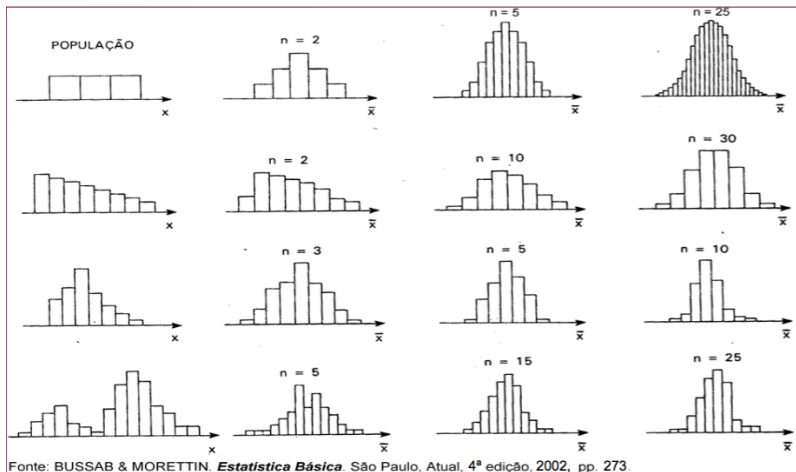 POPULAÇÃO
n = 2
n = 5
n = 25
x
x̄
x̄
x̄
n = 2
n = 10
n = 30
x
x̄
x̄
x̄
n = 3
n = 5
n = 10
x
x̄
x̄
x̄
n = 5
n = 15
n = 25
x
x̄
x̄
x̄
Fonte: BUSSAB & MORETTIN. Estatística Básica. São Paulo, Atual, 4ª edição, 2002, pp. 273.